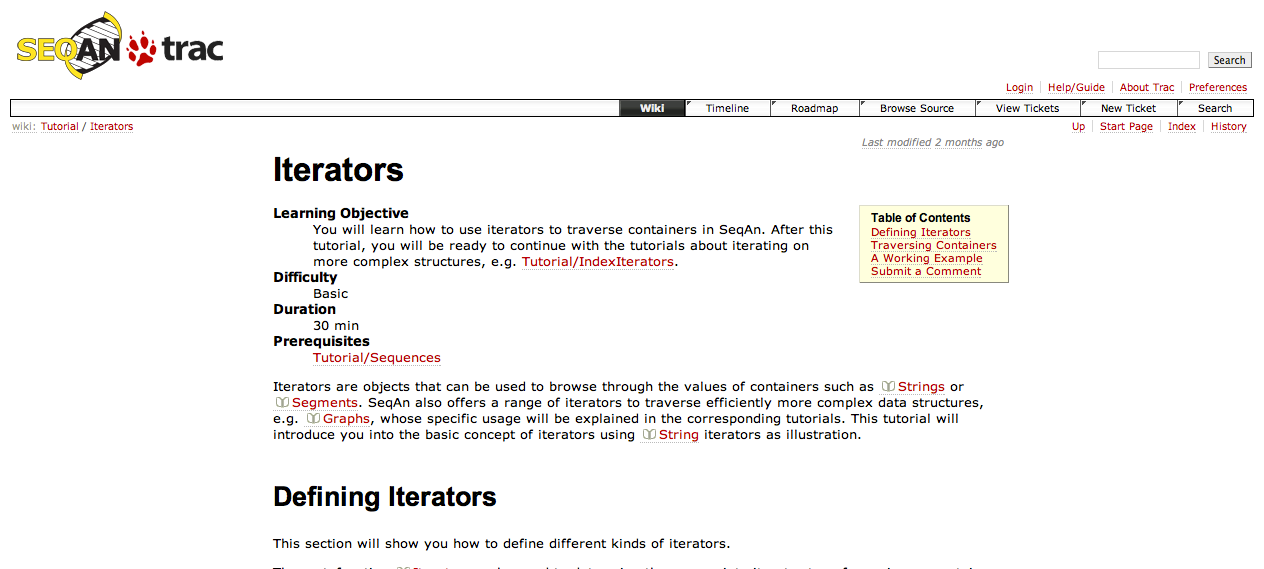 SEQAN trac
Search
Login Help/Guide About Trac Preferences
Wiki Timeline Roadmap Browse Source View Tickets New Ticket Search
wiki: Tutorial / Iterators
Up Start Page Index History
Last modified 2 months ago
Iterators
Learning Objective
You will learn how to use iterators to traverse containers in SeqAn. After this
tutorial, you will be ready to continue with the tutorials about iterating on
more complex structures, e.g. Tutorial/IndexIterators.
Difficulty
Basic
Duration
30 min
Prerequisites
Tutorial/Sequences
Table of Contents
Defining Iterators
Traversing Containers
A Working Example
Submit a Comment
Iterators are objects that can be used to browse through the values of containers such as Strings or
Segments. SeqAn also offers a range of iterators to traverse efficiently more complex data structures,
e.g. Graphs, whose specific usage will be explained in the corresponding tutorials. This tutorial will
introduce you into the basic concept of iterators using String iterators as illustration.
Defining Iterators
This section will show you how to define different kinds of iterators.